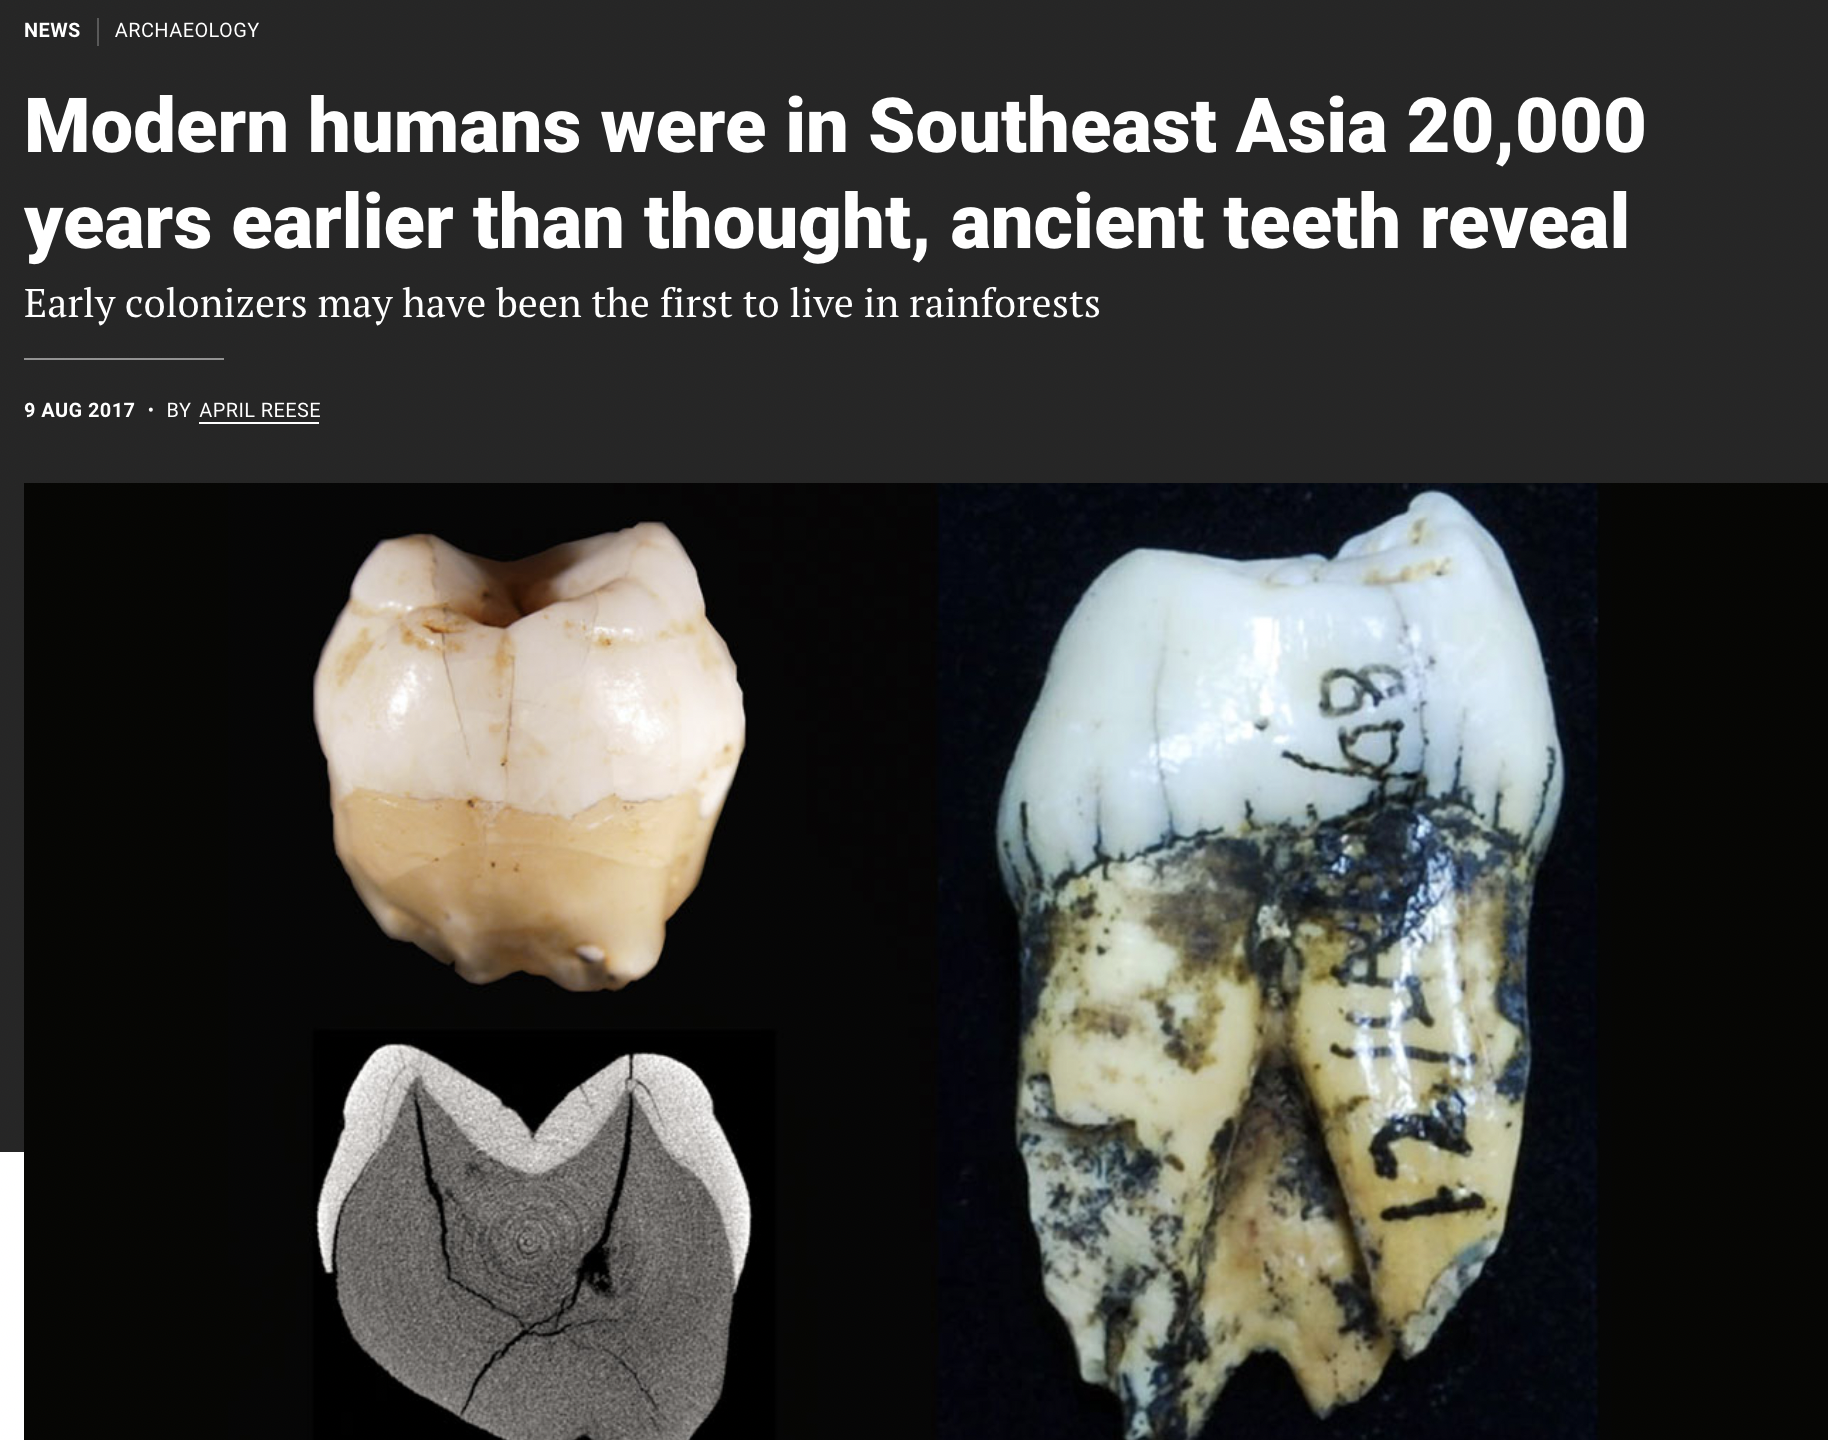 NEWS | ARCHAEOLOGY
Modern humans were in Southeast Asia 20,000
years earlier than thought, ancient teeth reveal
Early colonizers may have been the first to live in rainforests
9 AUG 2017 • BY APRIL REESE